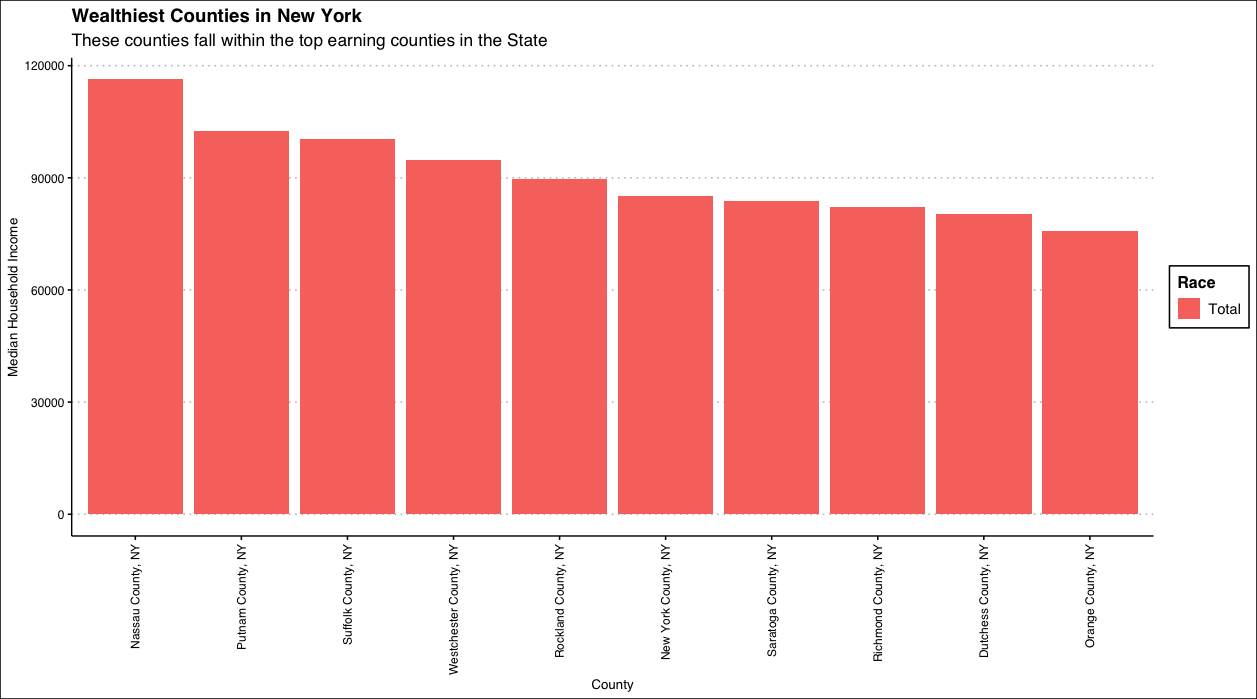 Wealthiest Counties in New York
These counties fall within the top earning counties in the State
Median Household Income
120000
90000
60000
30000
0
Nassau County, NY
Putnam County, NY
Suffolk County, NY
Westchester County, NY
Rockland County, NY
New York County, NY
Saratoga County, NY
Richmond County, NY
Dutchess County, NY
Orange County, NY
County
Race
Total